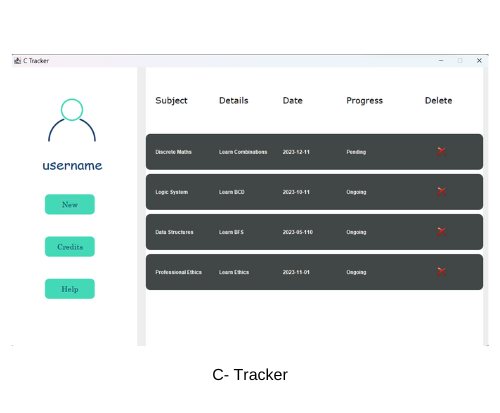 C Tracker
Subject Details Date Progress Delete
username
Discrete Maths Learn Combinations 2023-12-11 Pending
Logic System Learn BCD 2023-10-11 Ongoing
New
Data Structures Learn BFS 2023-05-110 Ongoing
Credits
Professional Ethics Learn Ethics 2023-11-01 Ongoing
Help
C- Tracker